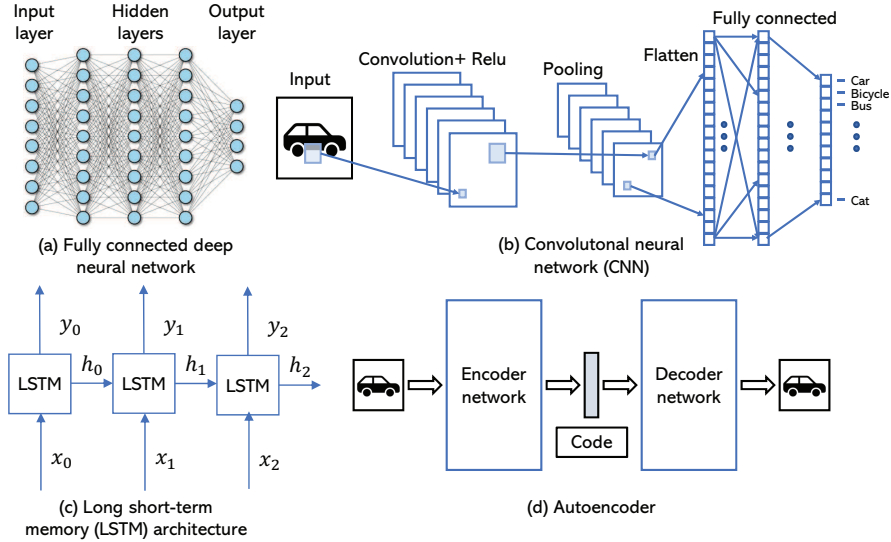 Input
layer
Hidden
layers
Output
layer
(a) Fully connected deep
neural network
Input
Convolution+ Relu
Pooling
Flatten
Fully connected
Car
Bicycle
Bus
Cat
(b) Convolutonal neural
network (CNN)
y₀
y₁
y₂
LSTM
h₀
LSTM
h₁
LSTM
h₂
x₀
x₁
x₂
(c) Long short-term
memory (LSTM) architecture
Encoder
network
Code
Decoder
network
(d) Autoencoder